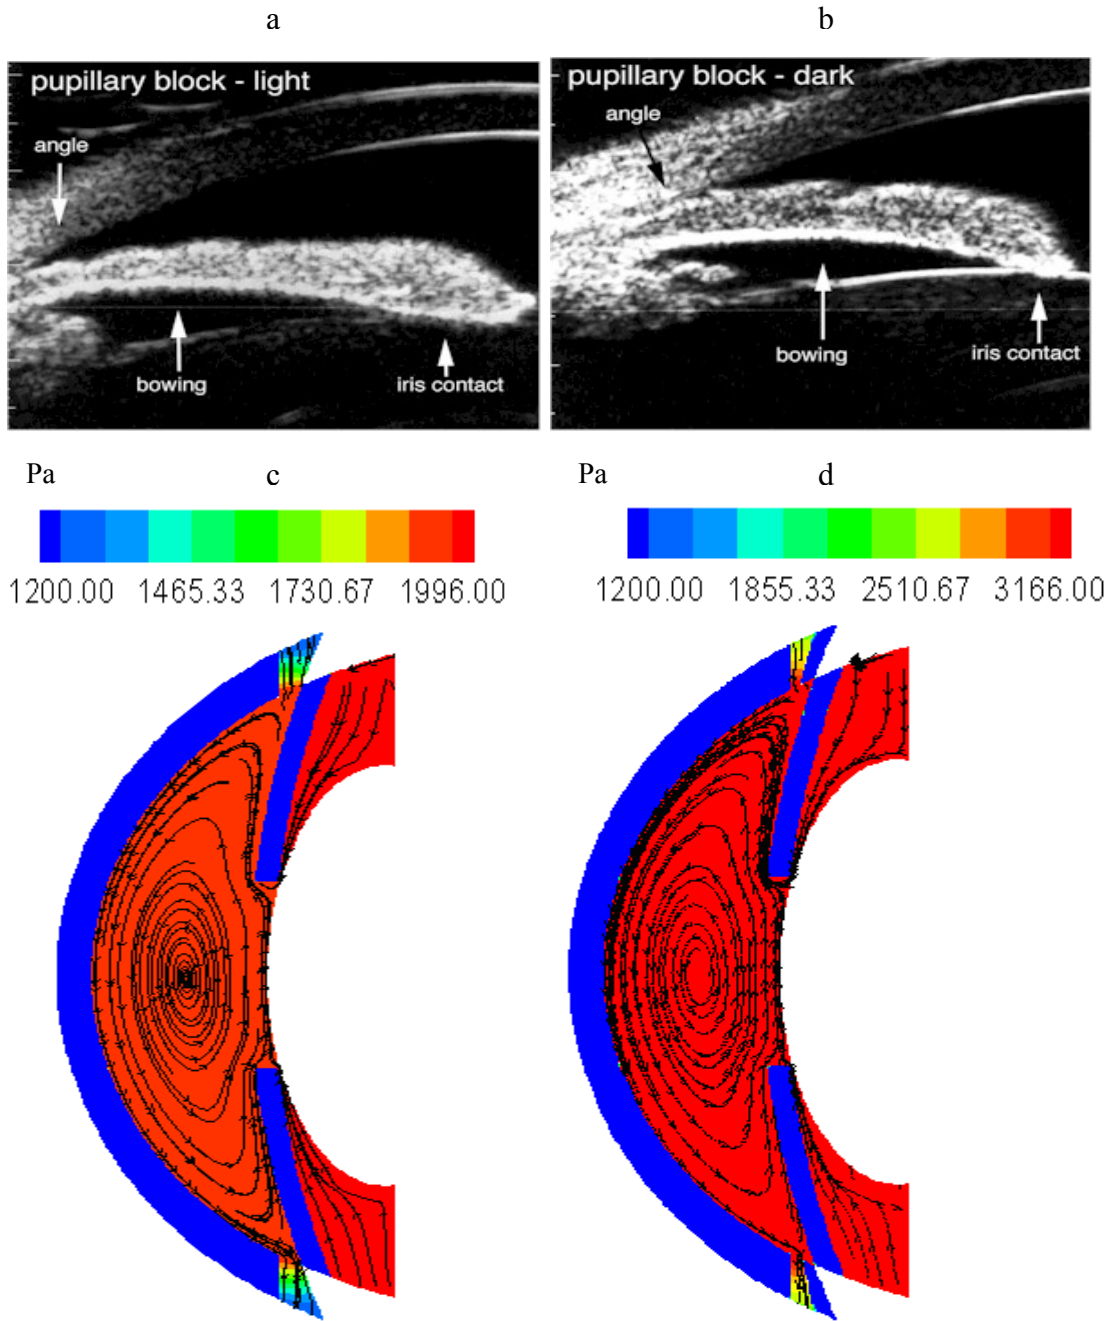 a
b
pupillary block - light
angle
bowing
iris contact
pupillary block - dark
angle
bowing
iris contact
Pa
c
1200.00 1465.33 1730.67 1996.00
Pa
d
1200.00 1855.33 2510.67 3166.00